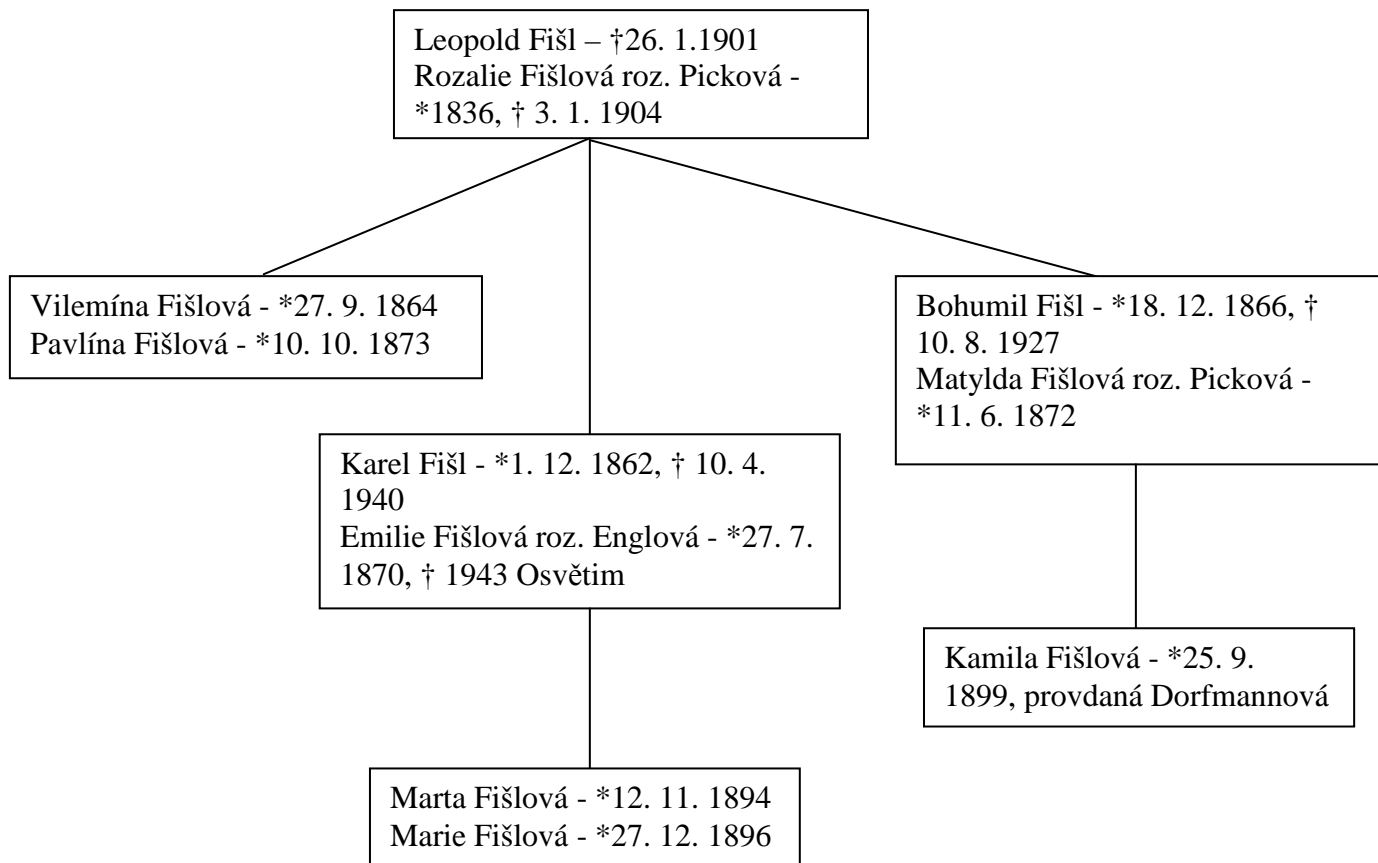 Leopold Fišl – †26. 1.1901
Rozalie Fišlová roz. Picková -
*1836, † 3. 1. 1904
Vilemína Fišlová - *27. 9. 1864
Pavlína Fišlová - *10. 10. 1873
Bohumil Fišl - *18. 12. 1866, †
10. 8. 1927
Matylda Fišlová roz. Picková -
*11. 6. 1872
Karel Fišl - *1. 12. 1862, † 10. 4.
1940
Emilie Fišlová roz. Englová - *27. 7.
1870, † 1943 Osvětim
Kamila Fišlová - *25. 9.
1899, provdaná Dorfmannová
Marta Fišlová - *12. 11. 1894
Marie Fišlová - *27. 12. 1896